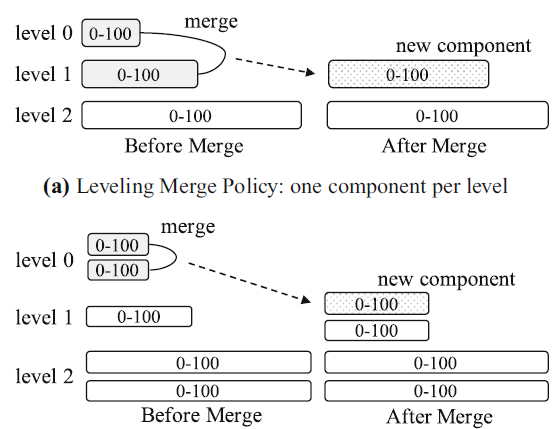 merge
level 0 0-100
new component
level 1 0-100 0-100
level 2 0-100 0-100
Before Merge After Merge
(a) Leveling Merge Policy: one component per level
merge
0-100
level 0
0-100
new component
0-100
level 1 0-100
0-100
0-100 0-100
level 2
0-100 0-100
Before Merge After Merge